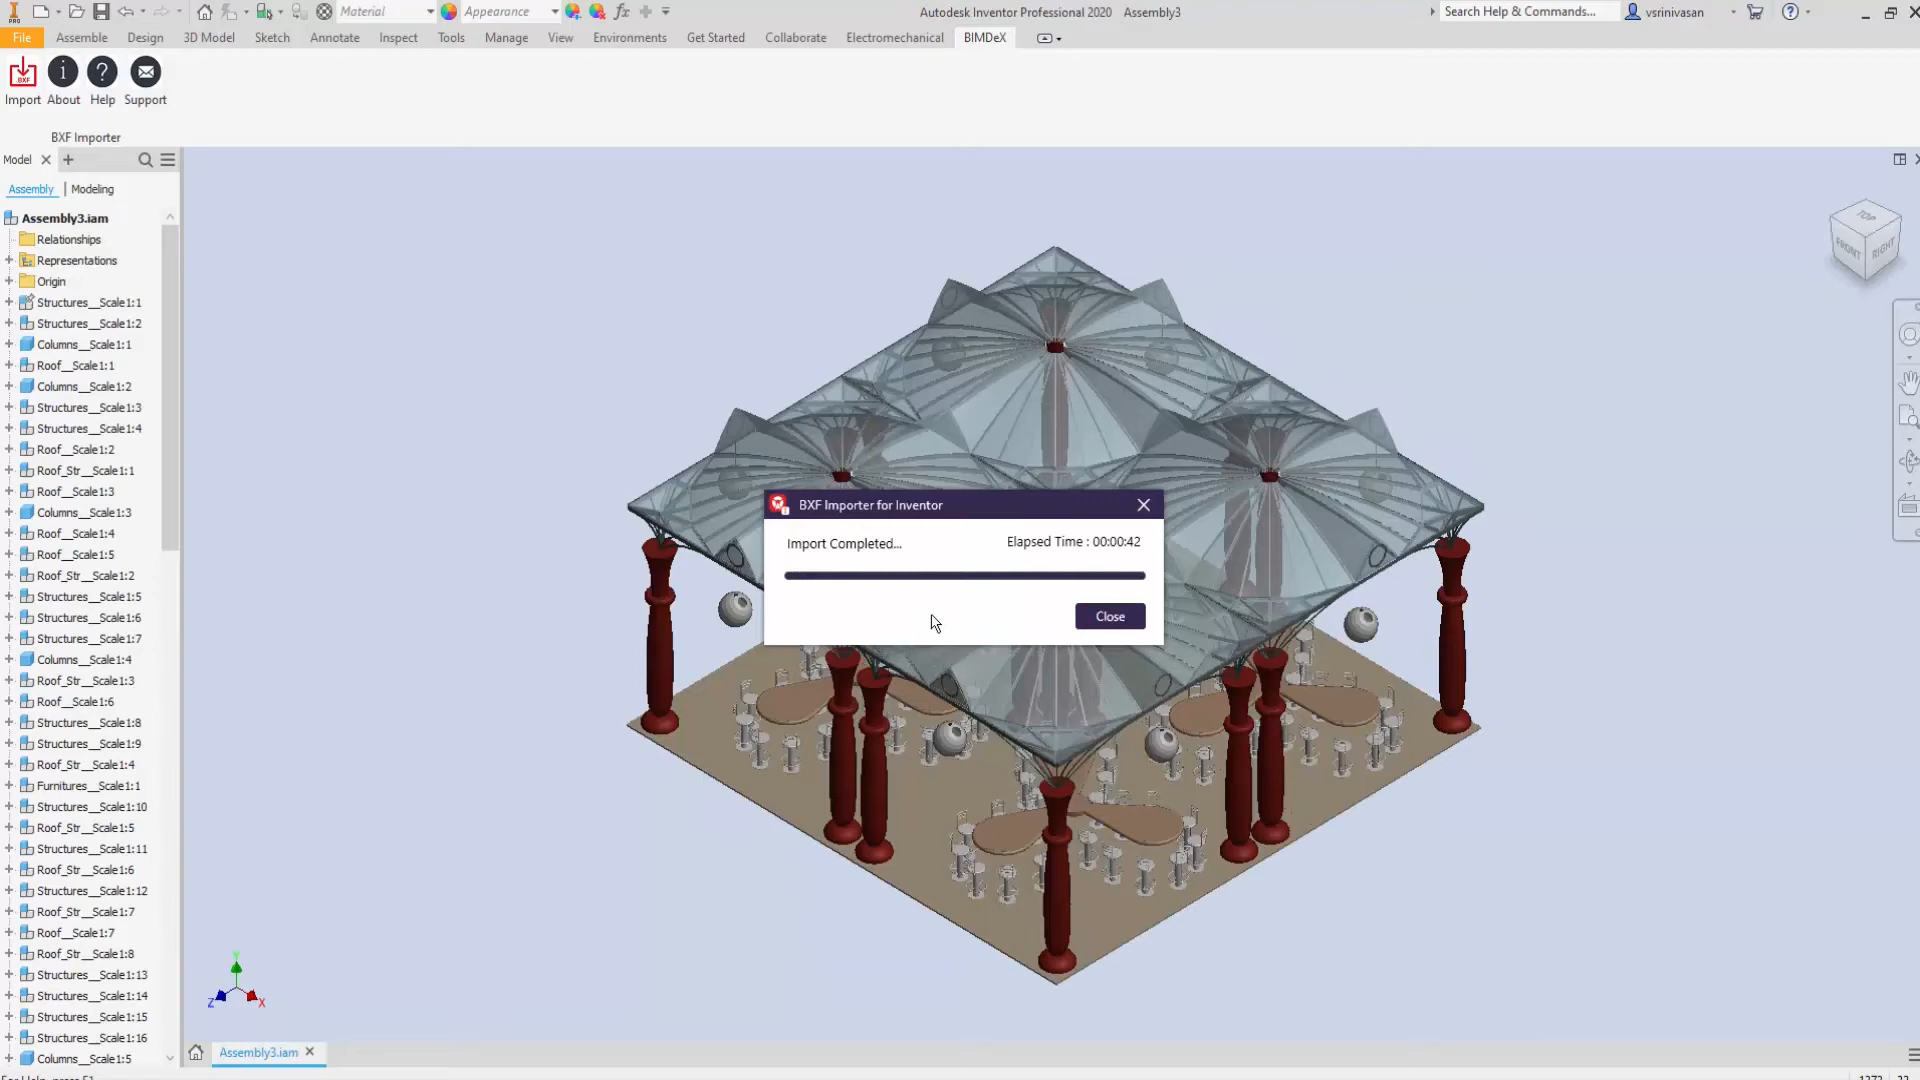 PRO
Material
Appearance
fx
Autodesk Inventor Professional 2020 Assembly3
Search Help & Commands...
vsrinivasan
File Assemble Design 3D Model Sketch Annotate Inspect Tools Manage View Environments Get Started Collaborate Electromechanical BIMDeX
.BXF
Import About Help Support
BXF Importer
Model
Assembly | Modeling
Assembly3.iam
Relationships
Representations
Origin
Structures__Scale1:1
Structures__Scale1:2
Columns__Scale1:1
Roof__Scale1:1
Columns__Scale1:2
Structures__Scale1:3
Structures__Scale1:4
Roof__Scale1:2
Roof_Str__Scale1:1
Roof__Scale1:3
Columns__Scale1:3
Roof__Scale1:4
Roof__Scale1:5
Roof_Str__Scale1:2
Structures__Scale1:5
Structures__Scale1:6
Structures__Scale1:7
Columns__Scale1:4
Roof_Str__Scale1:3
Roof__Scale1:6
Structures__Scale1:8
Structures__Scale1:9
Roof_Str__Scale1:4
Furnitures__Scale1:1
Structures__Scale1:10
Roof_Str__Scale1:5
Structures__Scale1:11
Roof_Str__Scale1:6
Structures__Scale1:12
Roof_Str__Scale1:7
Roof__Scale1:7
Roof_Str__Scale1:8
Structures__Scale1:13
Structures__Scale1:14
Structures__Scale1:15
Structures__Scale1:16
Columns__Scale1:5
TOP
FRONT
RIGHT
BXF Importer for Inventor
Import Completed...
Elapsed Time : 00:00:42
Close
Y
Z
X
Assembly3.iam